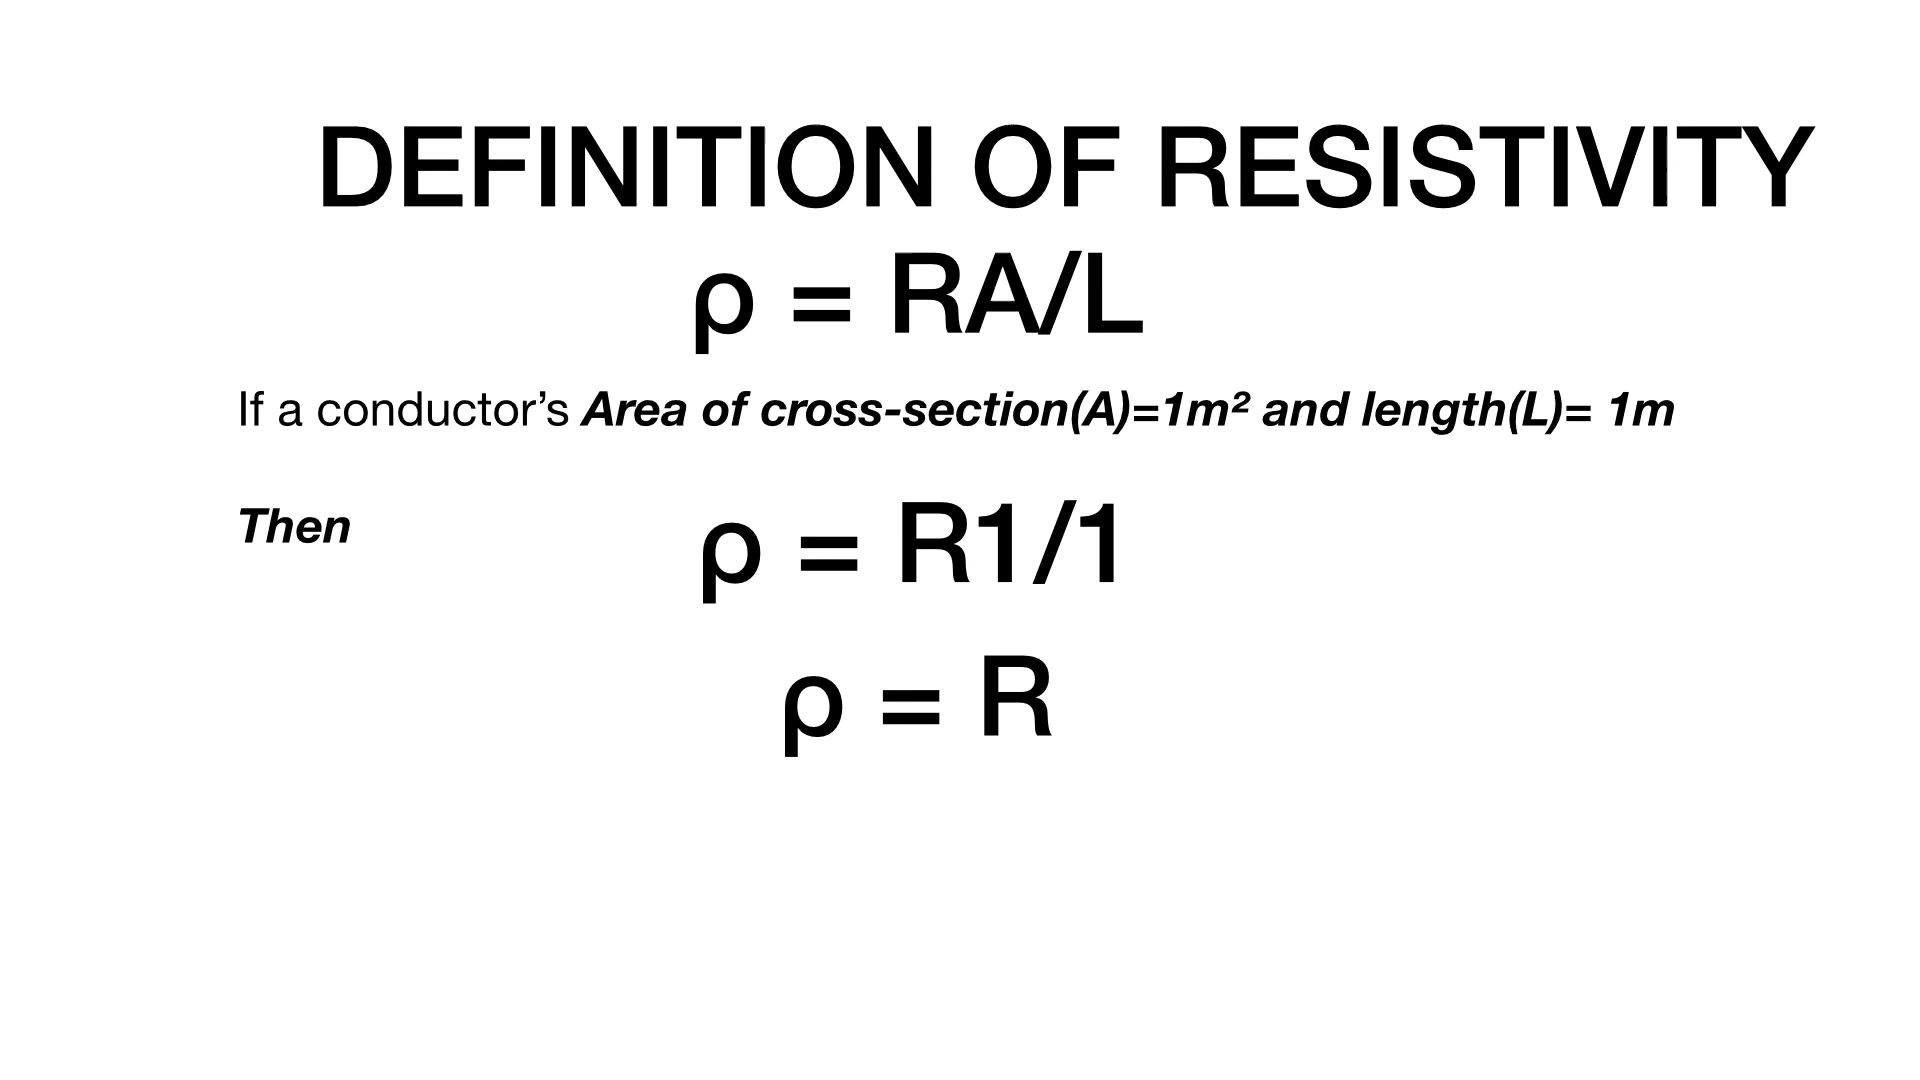 DEFINITION OF RESISTIVITY
ρ = RA/L
If a conductor’s Area of cross-section(A)=1m² and length(L)= 1m
Then
ρ = R1/1
ρ = R